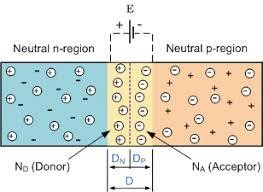 E
+ -
Neutral n-region Neutral p-region
N_D (Donor) D_N D_P N_A (Acceptor)
D